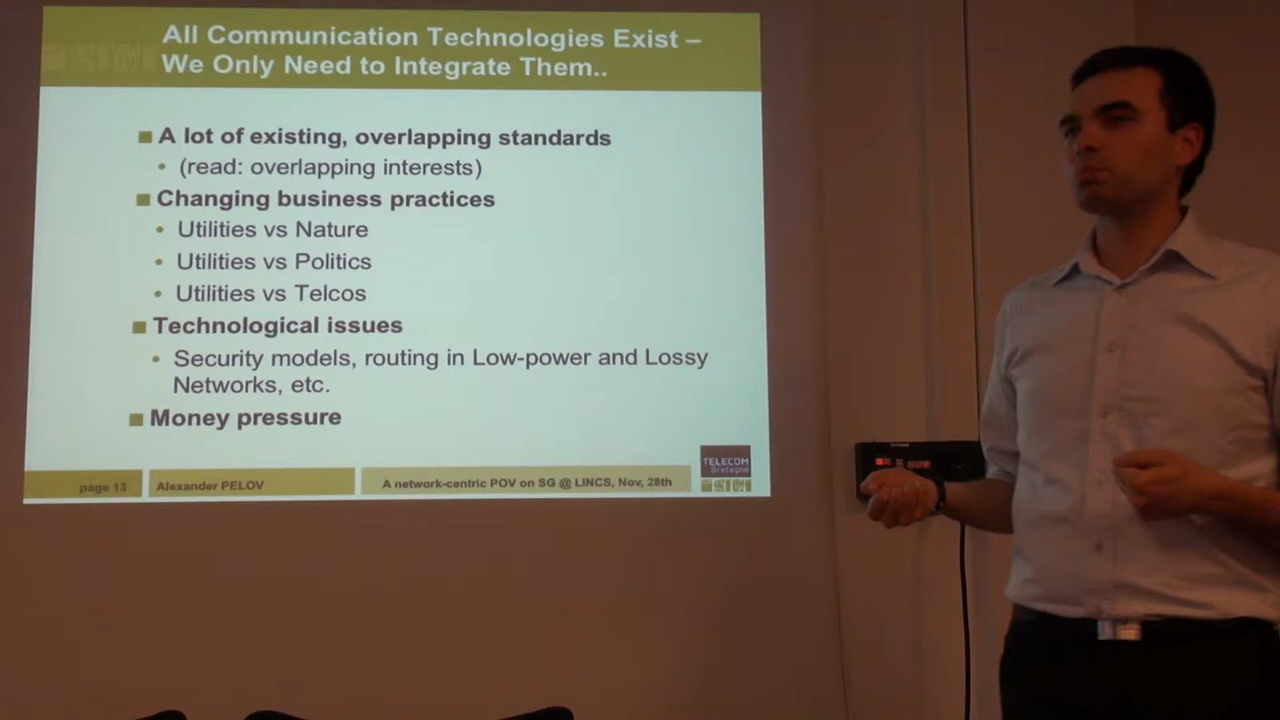 All Communication Technologies Exist –
We Only Need to Integrate Them..
A lot of existing, overlapping standards
(read: overlapping interests)
Changing business practices
Utilities vs Nature
Utilities vs Politics
Utilities vs Telcos
Technological issues
Security models, routing in Low-power and Lossy
Networks, etc.
Money pressure
TELECOM
Bretagne
page 13
Alexander PELOV
A network-centric POV on SG @ LINCS, Nov, 28th